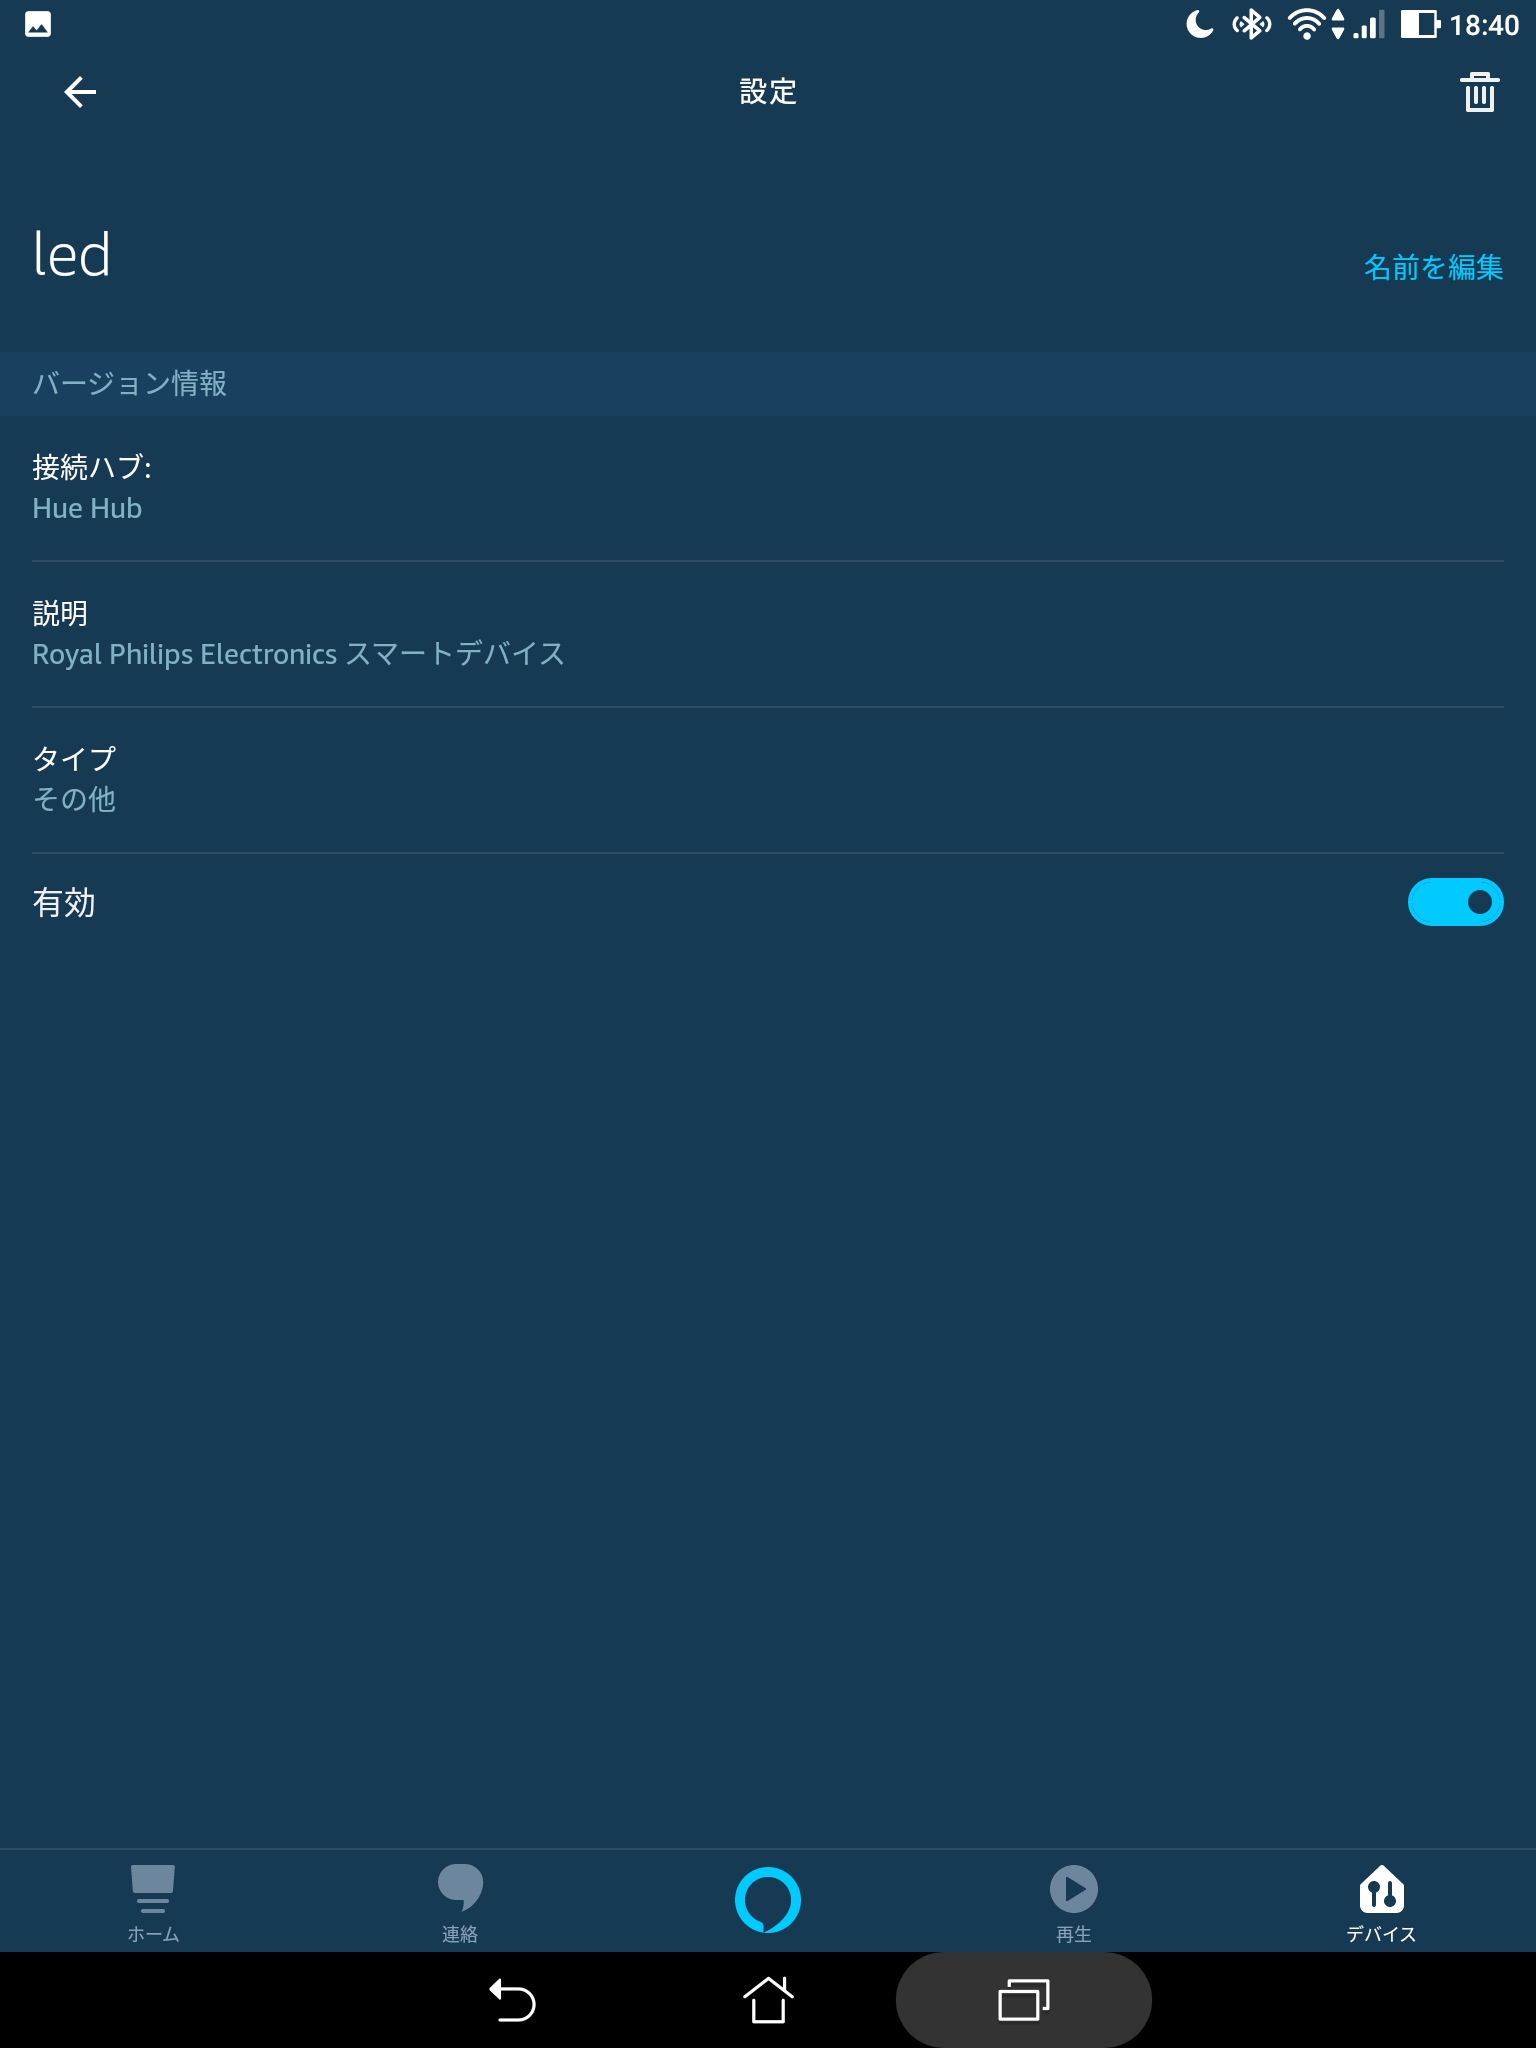 18:40
設定
led
名前を編集
バージョン情報
接続ハブ:
Hue Hub
説明
Royal Philips Electronics スマートデバイス
タイプ
その他
有効
ホーム
連絡
再生
デバイス